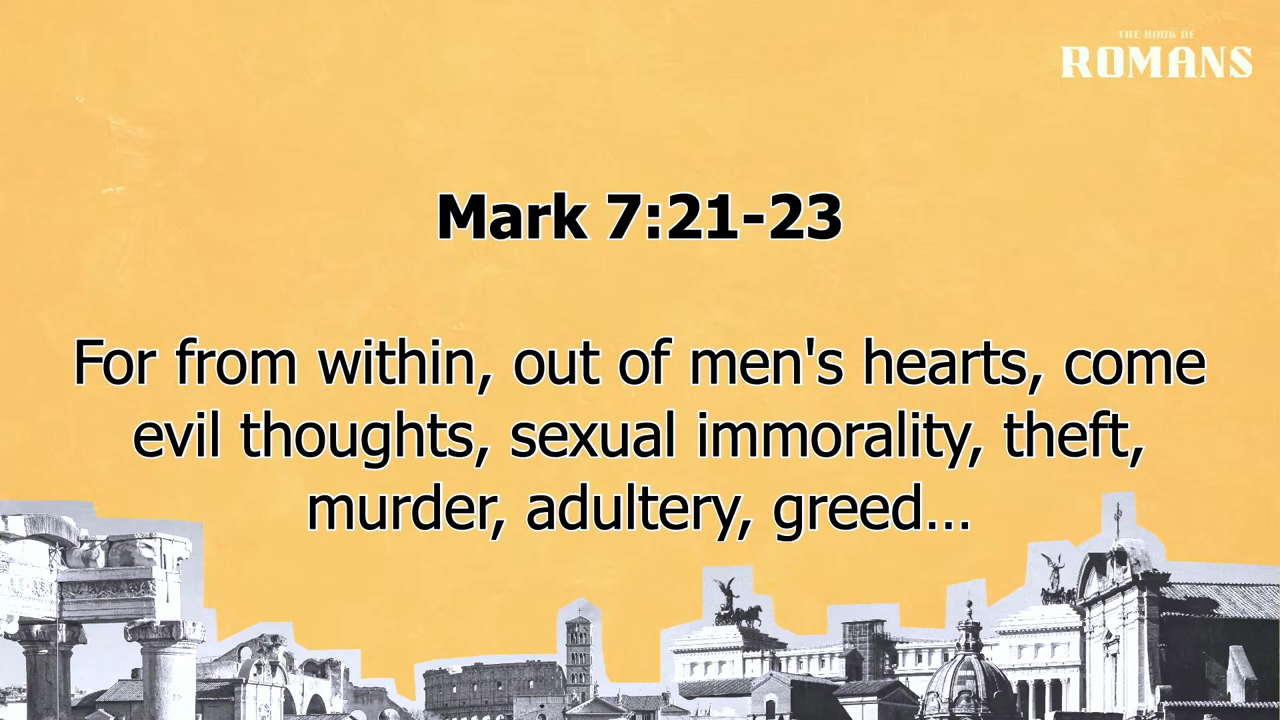 THE BOOK OF
ROMANS
Mark 7:21-23
For from within, out of men's hearts, come
evil thoughts, sexual immorality, theft,
murder, adultery, greed...